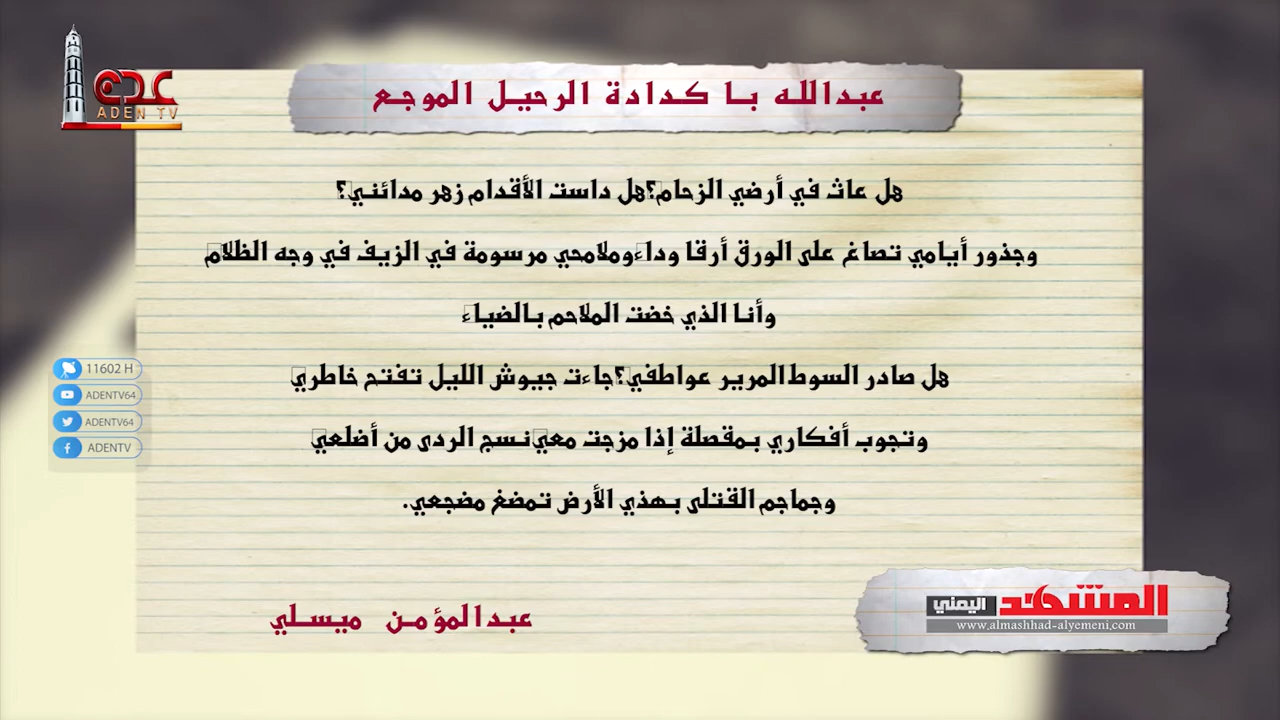 عدن
ADEN TV
عبدالله با كدادة الرحيل الموجع
هل عاث في أرضي الزحام؟هل داست الأقدام زهر مدائني؟
وجذور أيامي تصاغ على الورق أرقا وداءوملامحي مرسومة في الزيف في وجه الظلام
وأنا الذي خضت الملاحم بالضياء
هل صادر السوط المرير عواطفي؟جاءت جيوش الليل تفتح خاطري
وتجوب أفكاري بمقصلة إذا مزجت معي نسج الردى من أضلعي
وجماجم القتلى بهذي الأرض تمضغ مضجعي.
11602 H
ADENTV64
ADENTV64
ADENTV
عبدالمؤمن ميسلي
المشهد اليمني
www.almashhad-alyemeni.com